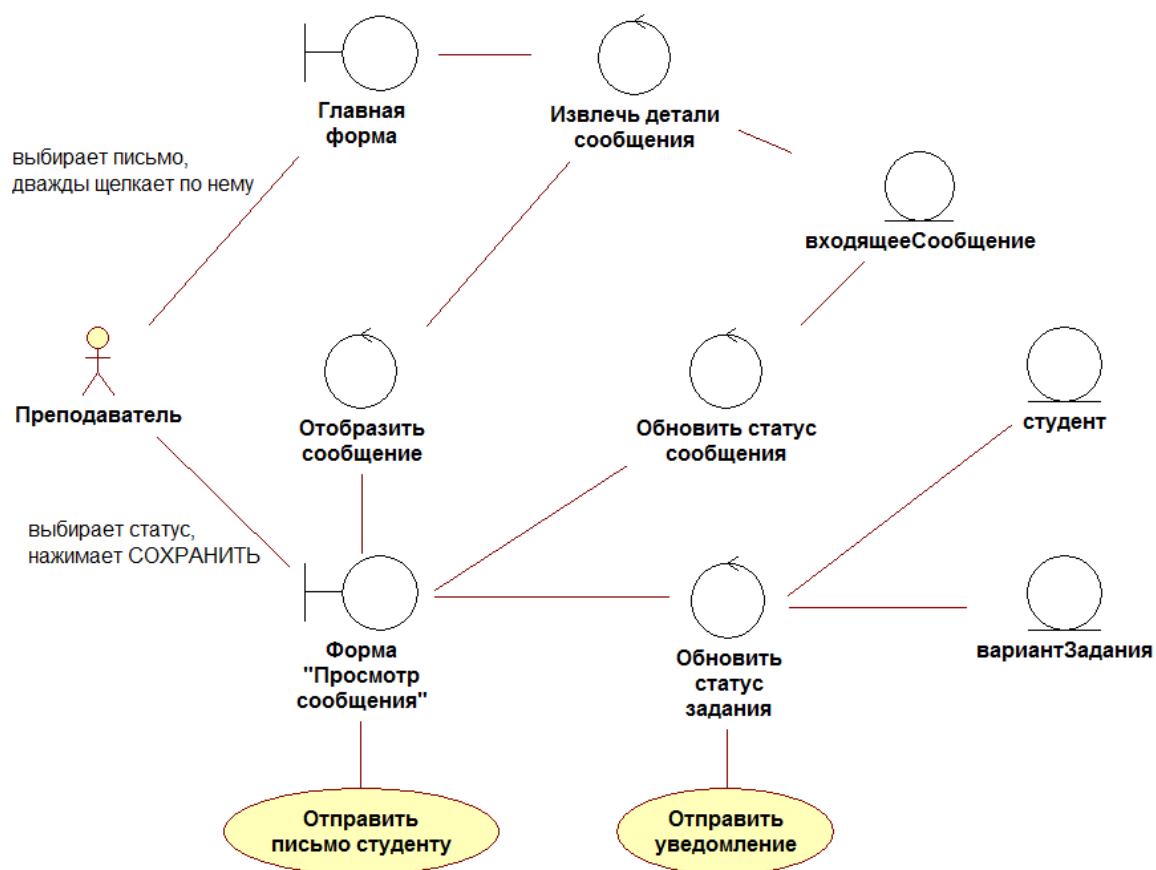 Главная
форма
Извлечь детали
сообщения
выбирает письмо,
дважды щелкает по нему
входящееСообщение
Преподаватель
Отобразить
сообщение
Обновить статус
сообщения
студент
выбирает статус,
нажимает СОХРАНИТЬ
Форма
"Просмотр
сообщения"
Обновить
статус
задания
вариантЗадания
Отправить
письмо студенту
Отправить
уведомление